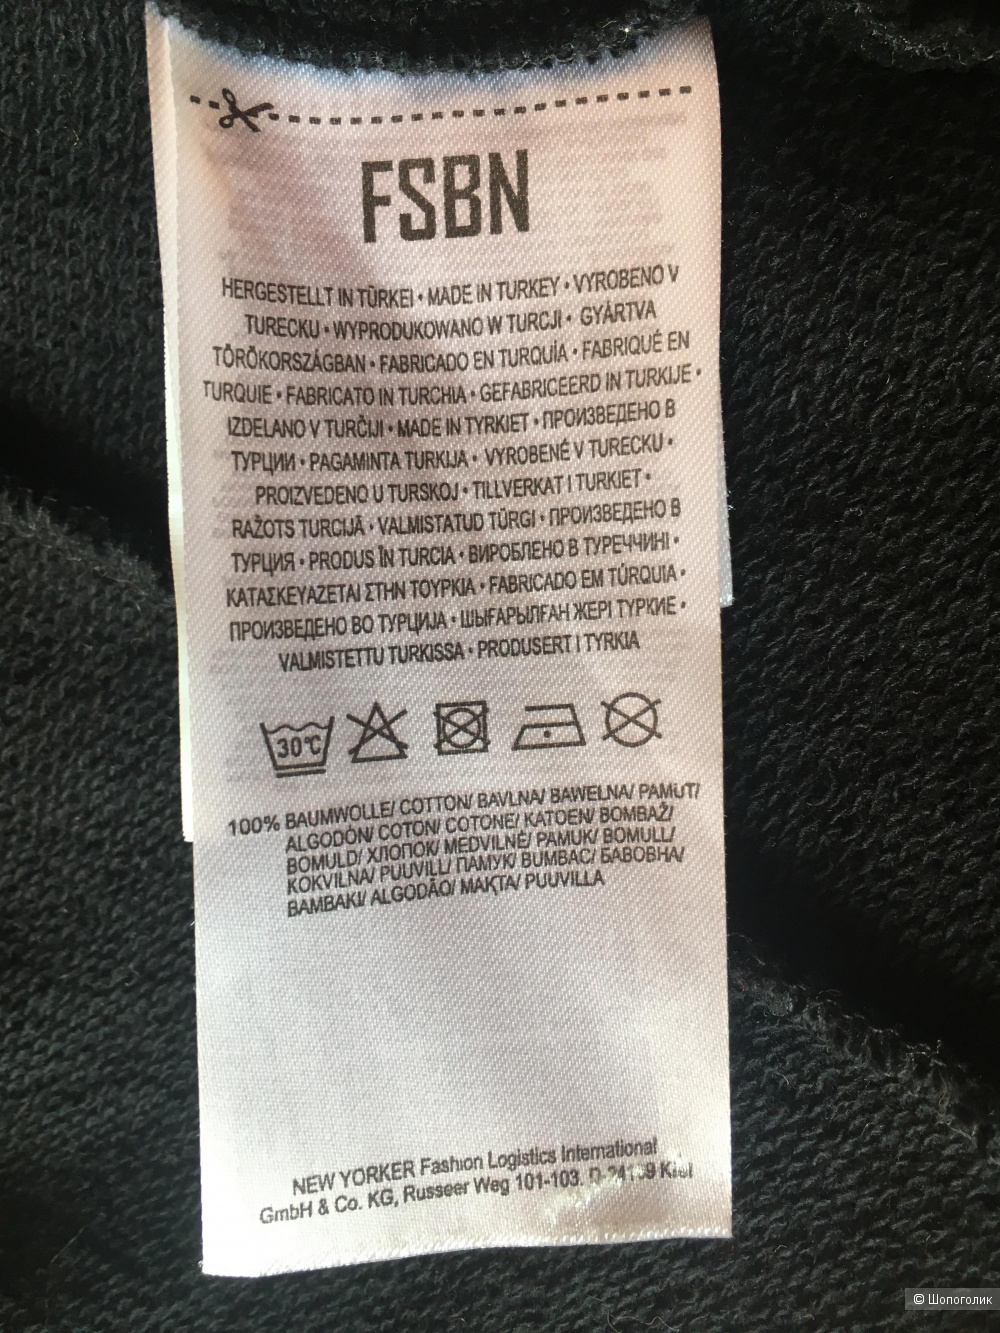 FSBN
HERGESTELLT IN TÜRKEI • MADE IN TURKEY • VYROBENO V
TURECKU • WYPRODUKOWANO W TURCJI • GYÁRTVA
TÖRÖKORSZÁGBAN • FABRICADO EN TURQUÍA • FABRIQUÉ EN
TURQUIE • FABRICATO IN TURCHIA • GEFABRICEERD IN TURKIJE •
IZDELANO V TURČIJI • MADE IN TYRKIET • ПРОИЗВЕДЕНО В
ТУРЦИИ • PAGAMINTA TURKIJA • VYROBENÉ V TURECKU •
PROIZVEDENO U TURSKOJ • TILLVERKAT I TURKIET •
RAŽOTS TURCIJĀ • VALMISTATUD TÜRGI • ПРОИЗВЕДЕНО В
ТУРЦИЯ • PRODUS ÎN TURCIA • ВИРОБЛЕНО В ТУРЕЧЧИНІ •
ΚΑΤΑΣΚΕΥΑΖΕΤΑΙ ΣΤΗΝ ΤΟΥΡΚΙΑ • FABRICADO EM TÚRQUIA •
ПРОИЗВЕДЕНО ВО ТУРЦИЈА • ШЫҒАРЫЛҒАН ЖЕРІ ТУРКИЕ •
VALMISTETTU TURKISSA • PRODUSERT I TYRKIA
30°C
100% BAUMWOLLE/ COTTON/ BAVLNA/ BAWEŁNA/ PAMUT/
ALGODÓN/ COTON/ COTONE/ KATOEN/ BOMBAŽ/
BOMULD/ ХЛОПОК/ MEDVILNĖ/ PAMUK/ BOMULL/
KOKVILNA/ PUUVILL/ ПАМУК/ BUMBAC/ БАВОВНА/
BAMBAKI/ ALGODÃO/ МАҚТА/ PUUVILLA
NEW YORKER Fashion Logistics International
GmbH & Co. KG, Russeer Weg 101-103.
© Шопоголик